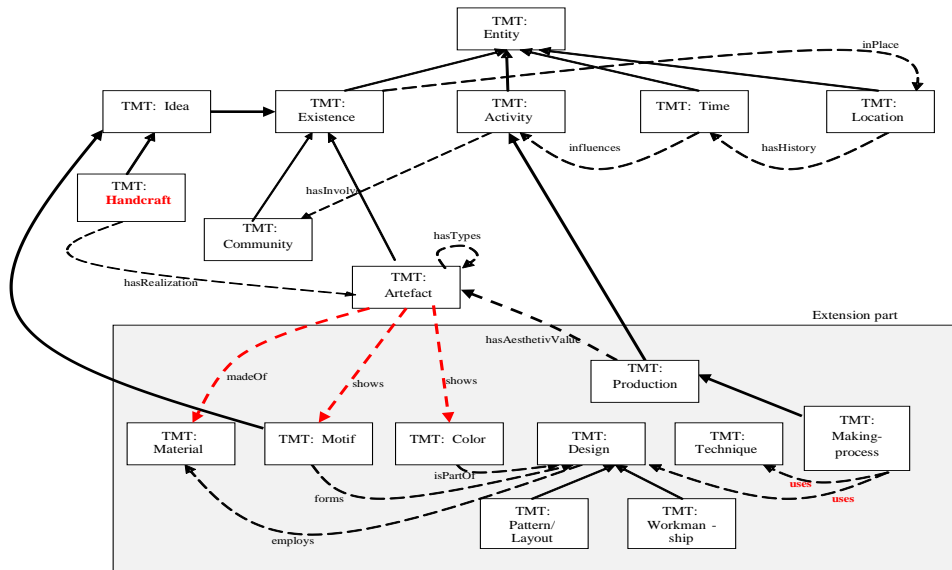 TMT:
Entity
inPlace
TMT: Idea
TMT:
Existence
TMT:
Activity
TMT: Time
TMT:
Location
influences
hasHistory
TMT:
Handcraft
hasInvolve
TMT:
Community
hasTypes
hasRealization
TMT:
Artefact
Extension part
hasAesthetivValue
madeOf
shows
shows
TMT:
Production
TMT:
Material
TMT: Motif
TMT: Color
TMT:
Design
TMT:
Technique
TMT:
Making-
process
isPartOf
uses
uses
forms
employs
TMT:
Pattern/
Layout
TMT:
Workman -
ship